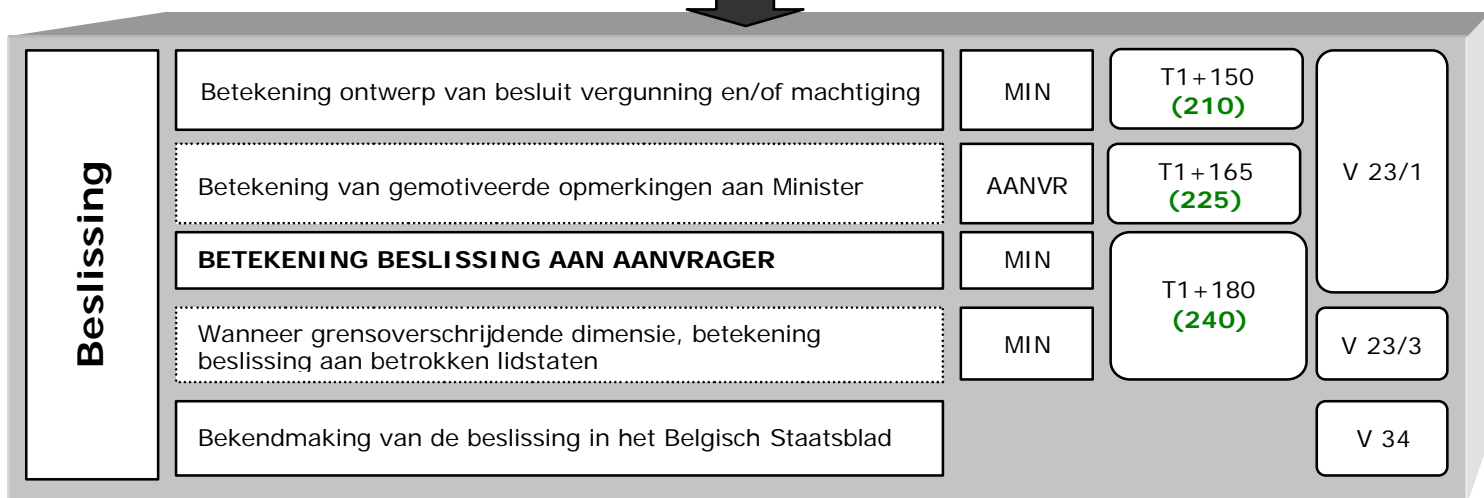 Beslissing
Betekening ontwerp van besluit vergunning en/of machtiging
MIN
T1+150
(210)
V 23/1
Betekening van gemotiveerde opmerkingen aan Minister
AANVR
T1+165
(225)
BETEKENING BESLISSING AAN AANVRAGER
MIN
T1+180
(240)
Wanneer grensoverschrijdende dimensie, betekening
beslissing aan betrokken lidstaten
MIN
V 23/3
Bekendmaking van de beslissing in het Belgisch Staatsblad
V 34